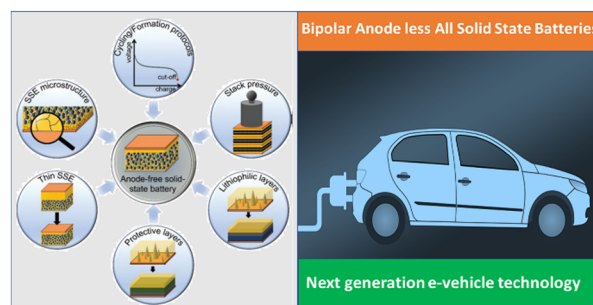 Cycling/Formation protocols
voltage
cut-off
charge
SSE microstructure
Stack pressure
Anode-free solid-
state battery
Thin SSE
Lithiophilic layers
Protective layers
Bipolar Anode less All Solid State Batteries
Next generation e-vehicle technology